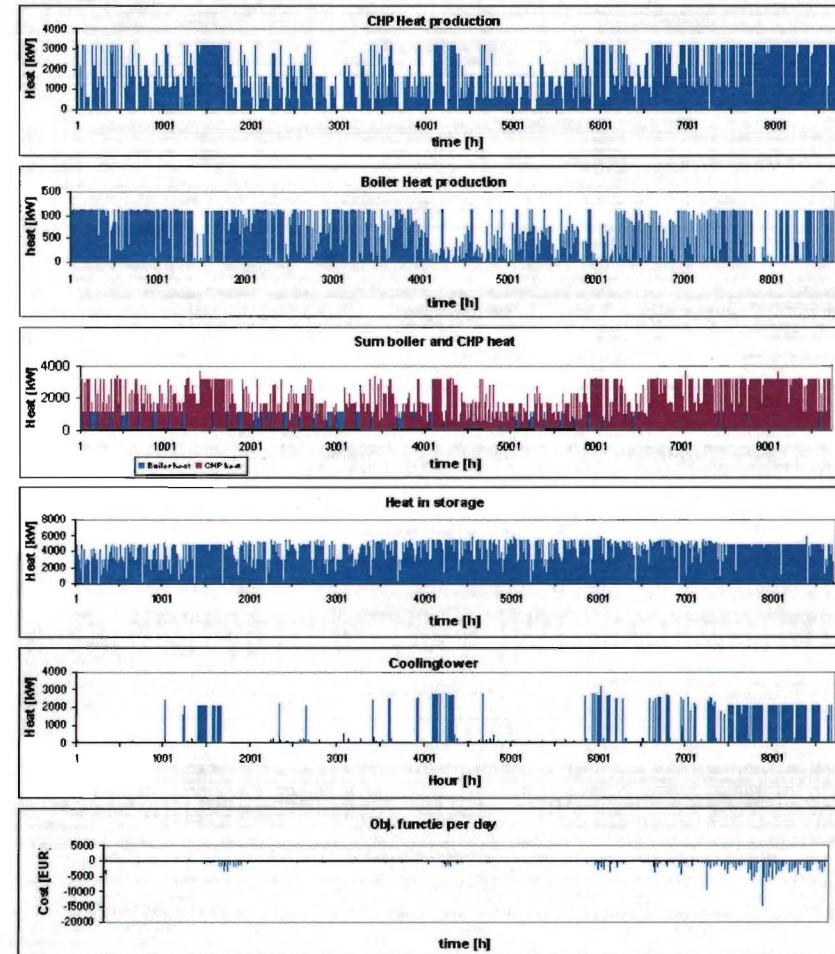 CHP Heat production
Heat [kW]
4000
3000
2000
1000
0
1 1001 2001 3001 4001 5001 6001 7001 8001
time [h]
Boiler Heat production
heat [kW]
1500
1000
500
0
1 1001 2001 3001 4001 5001 6001 7001 8001
time [h]
Sum boiler and CHP heat
Heat [kW]
4000
2000
0
1 1001 2001 3001 4001 5001 6001 7001 8001
time [h]
Boiler heat CHP heat
Heat in storage
Heat [kW]
8000
6000
4000
2000
0
1 1001 2001 3001 4001 5001 6001 7001 8001
time [h]
Coolingtower
Heat [kW]
4000
3000
2000
1000
0
1 1001 2001 3001 4001 5001 6001 7001 8001
Hour [h]
Obj. functie per day
Cost [EUR
5000
0
-5000
-10000
-15000
-20000
time [h]